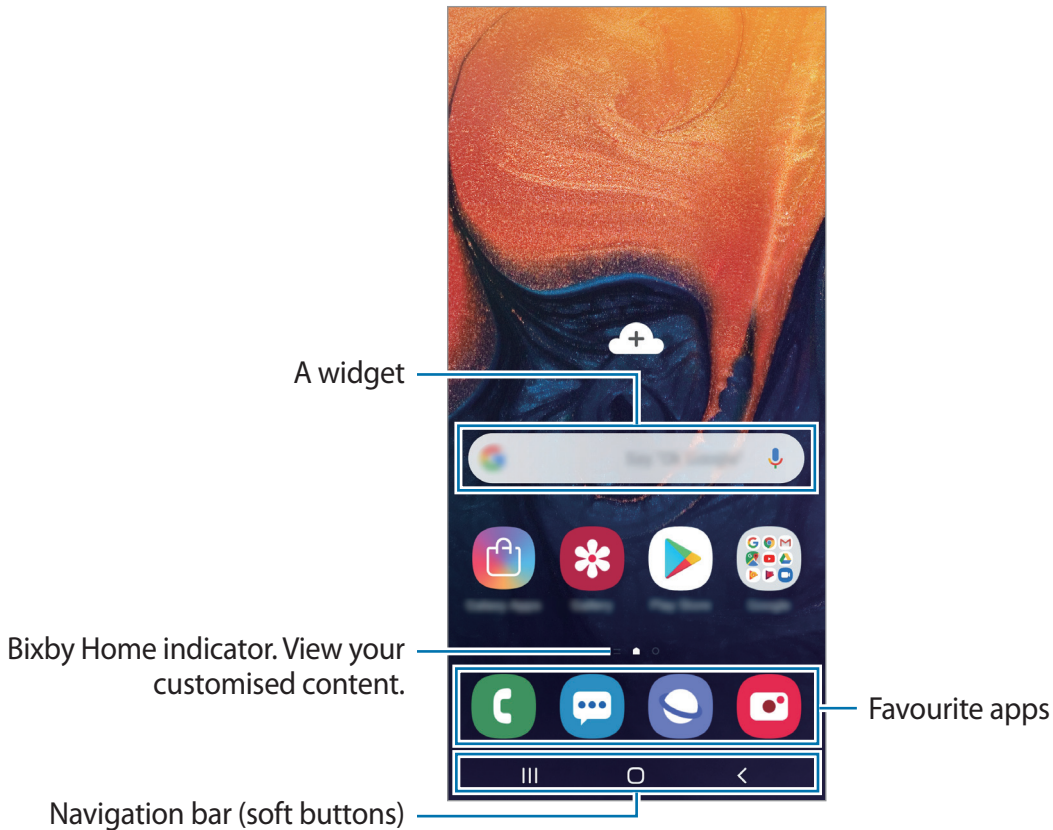 A widget
Bixby Home indicator. View your
customised content.
Favourite apps
Navigation bar (soft buttons)